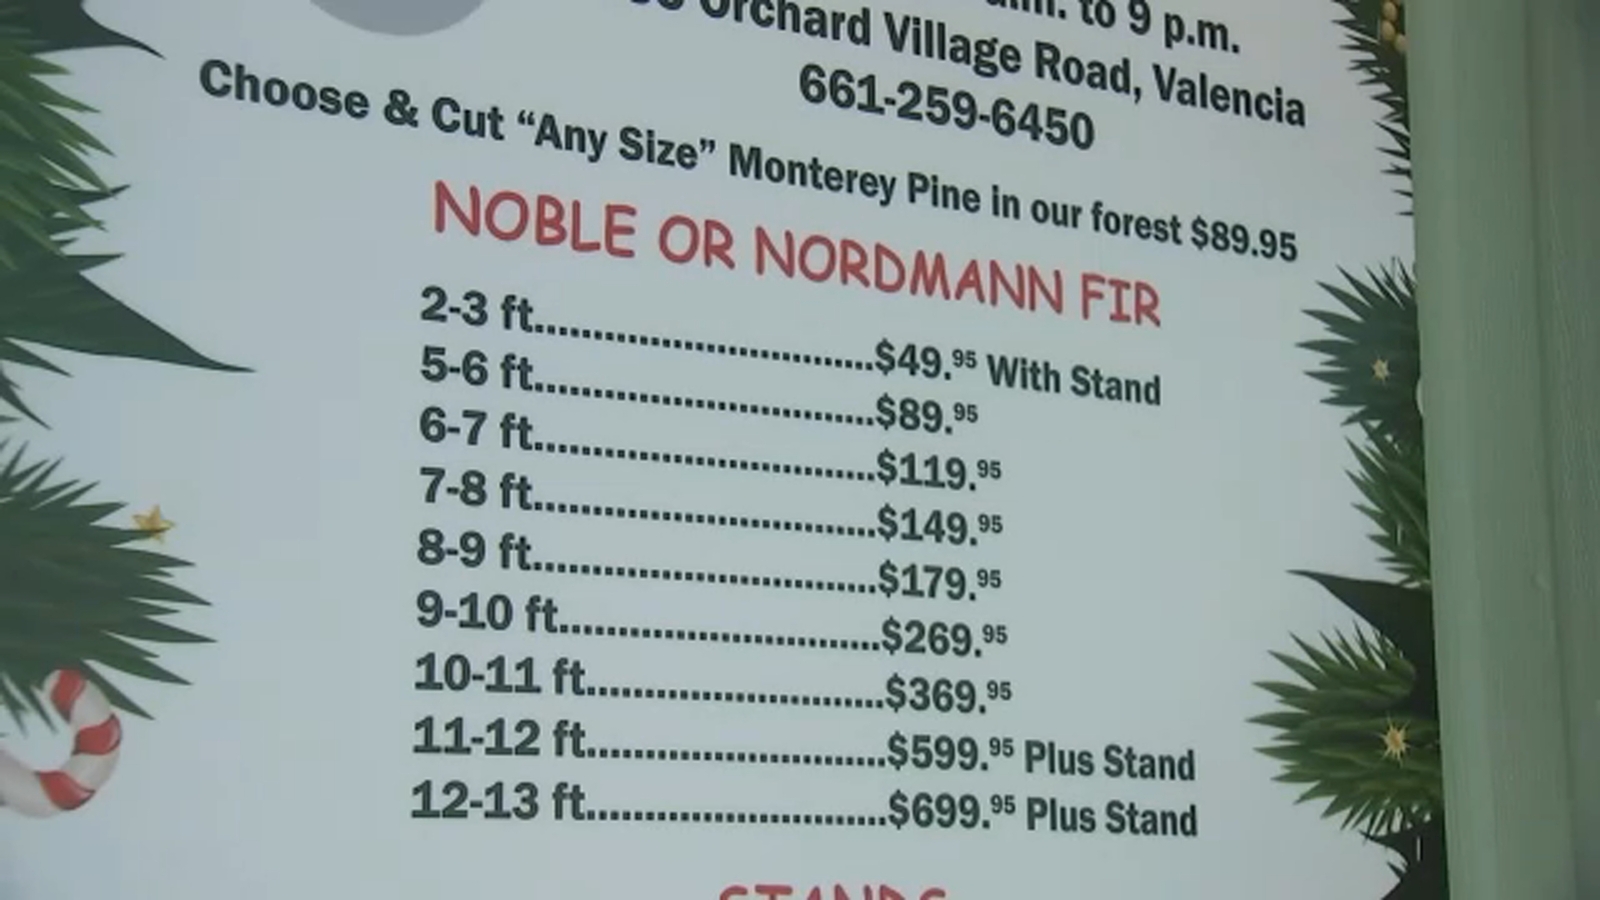 to 9 p.m.
Orchard Village Road, Valencia
661-259-6450
Choose & Cut “Any Size” Monterey Pine in our forest $89.95
NOBLE OR NORDMANN FIR
2-3 ft.............................$49.95 With Stand
5-6 ft.............................$89.95
6-7 ft.............................$119.95
7-8 ft.............................$149.95
8-9 ft.............................$179.95
9-10 ft...........................$269.95
10-11 ft.........................$369.95
11-12 ft.........................$599.95 Plus Stand
12-13 ft.........................$699.95 Plus Stand
STANDS